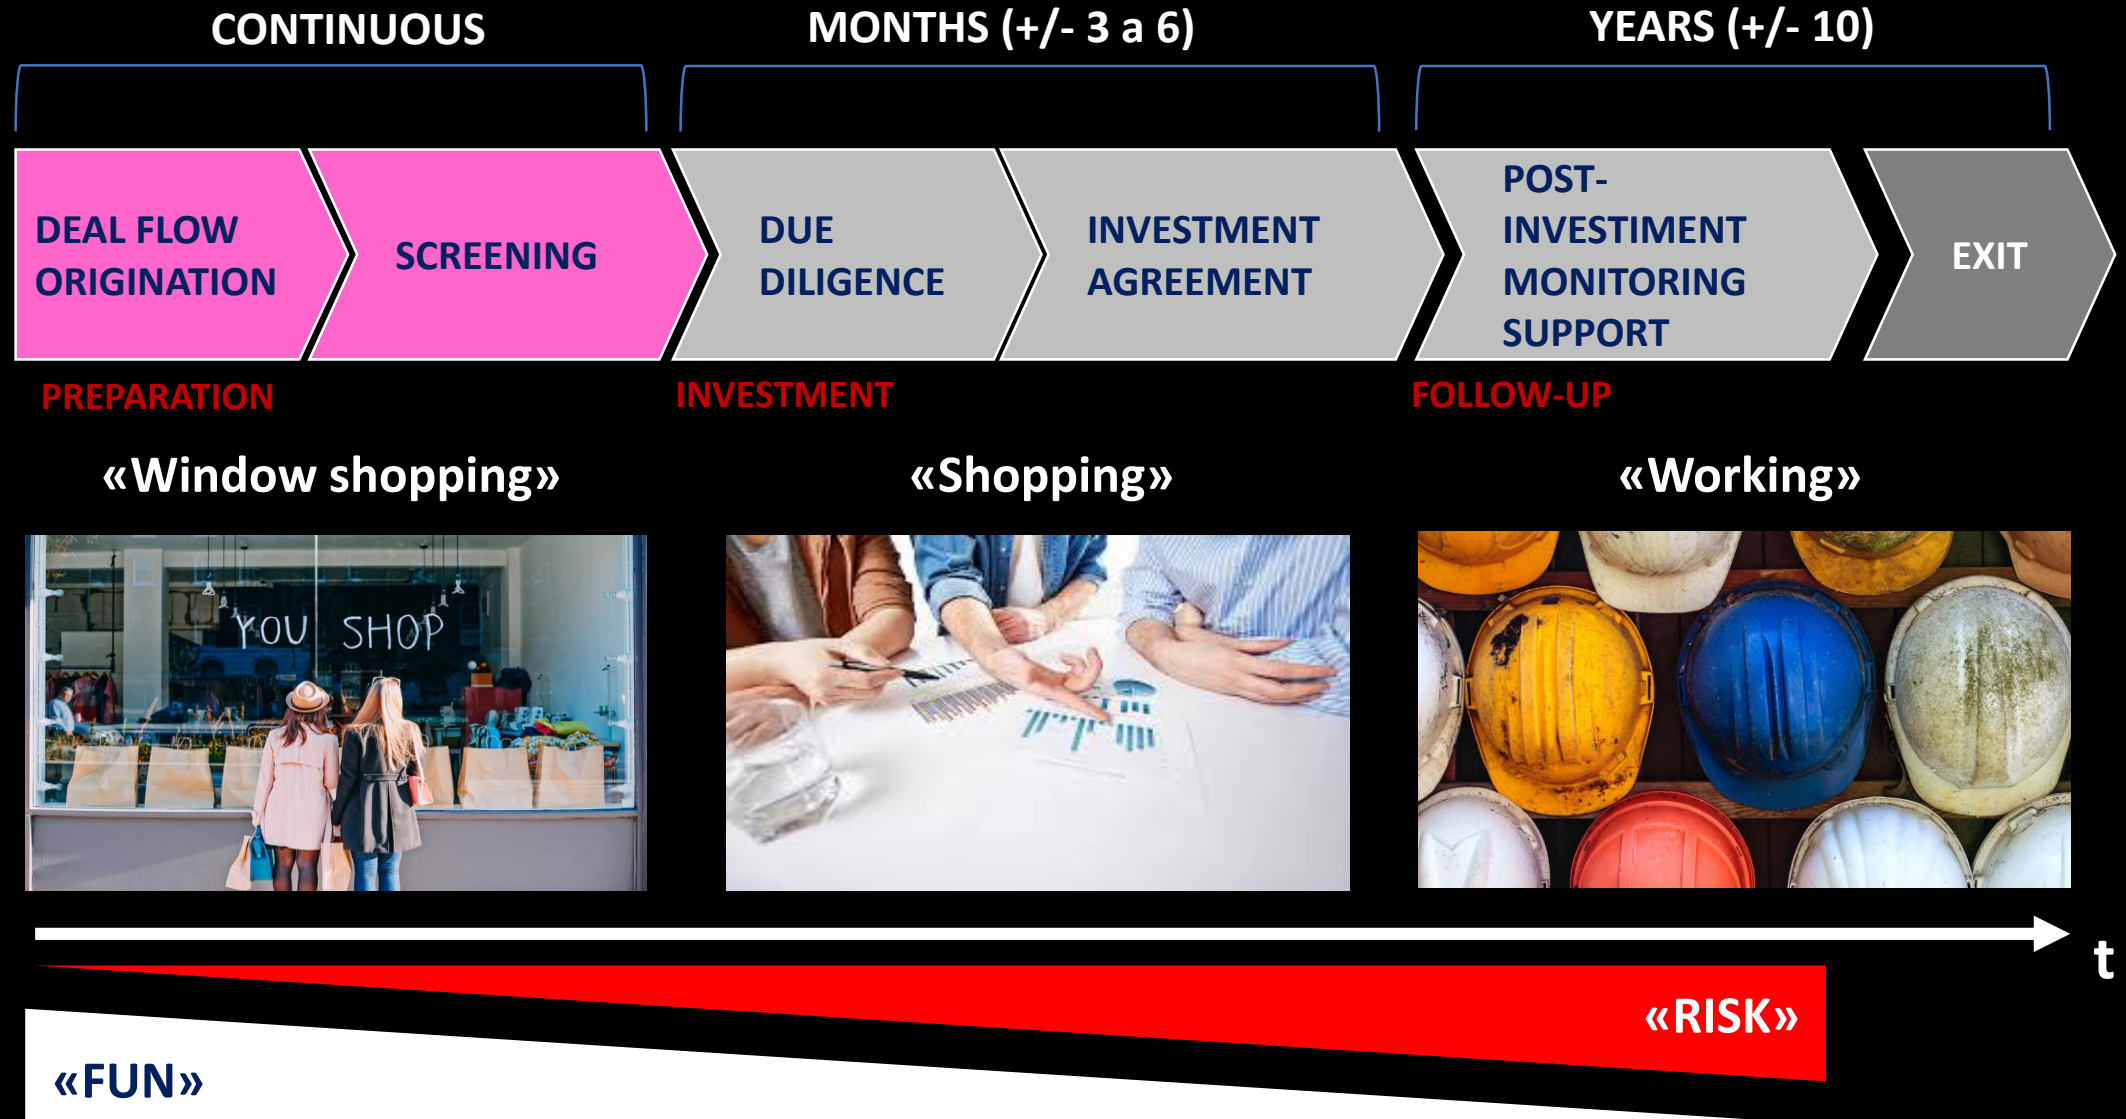 CONTINUOUS
MONTHS (+/- 3 a 6)
YEARS (+/- 10)
DEAL FLOW
ORIGINATION
SCREENING
DUE
DILIGENCE
INVESTMENT
AGREEMENT
POST-
INVESTIMENT
MONITORING
SUPPORT
EXIT
PREPARATION
INVESTMENT
FOLLOW-UP
«Window shopping»
«Shopping»
«Working»
YOU SHOP
t
«RISK»
«FUN»